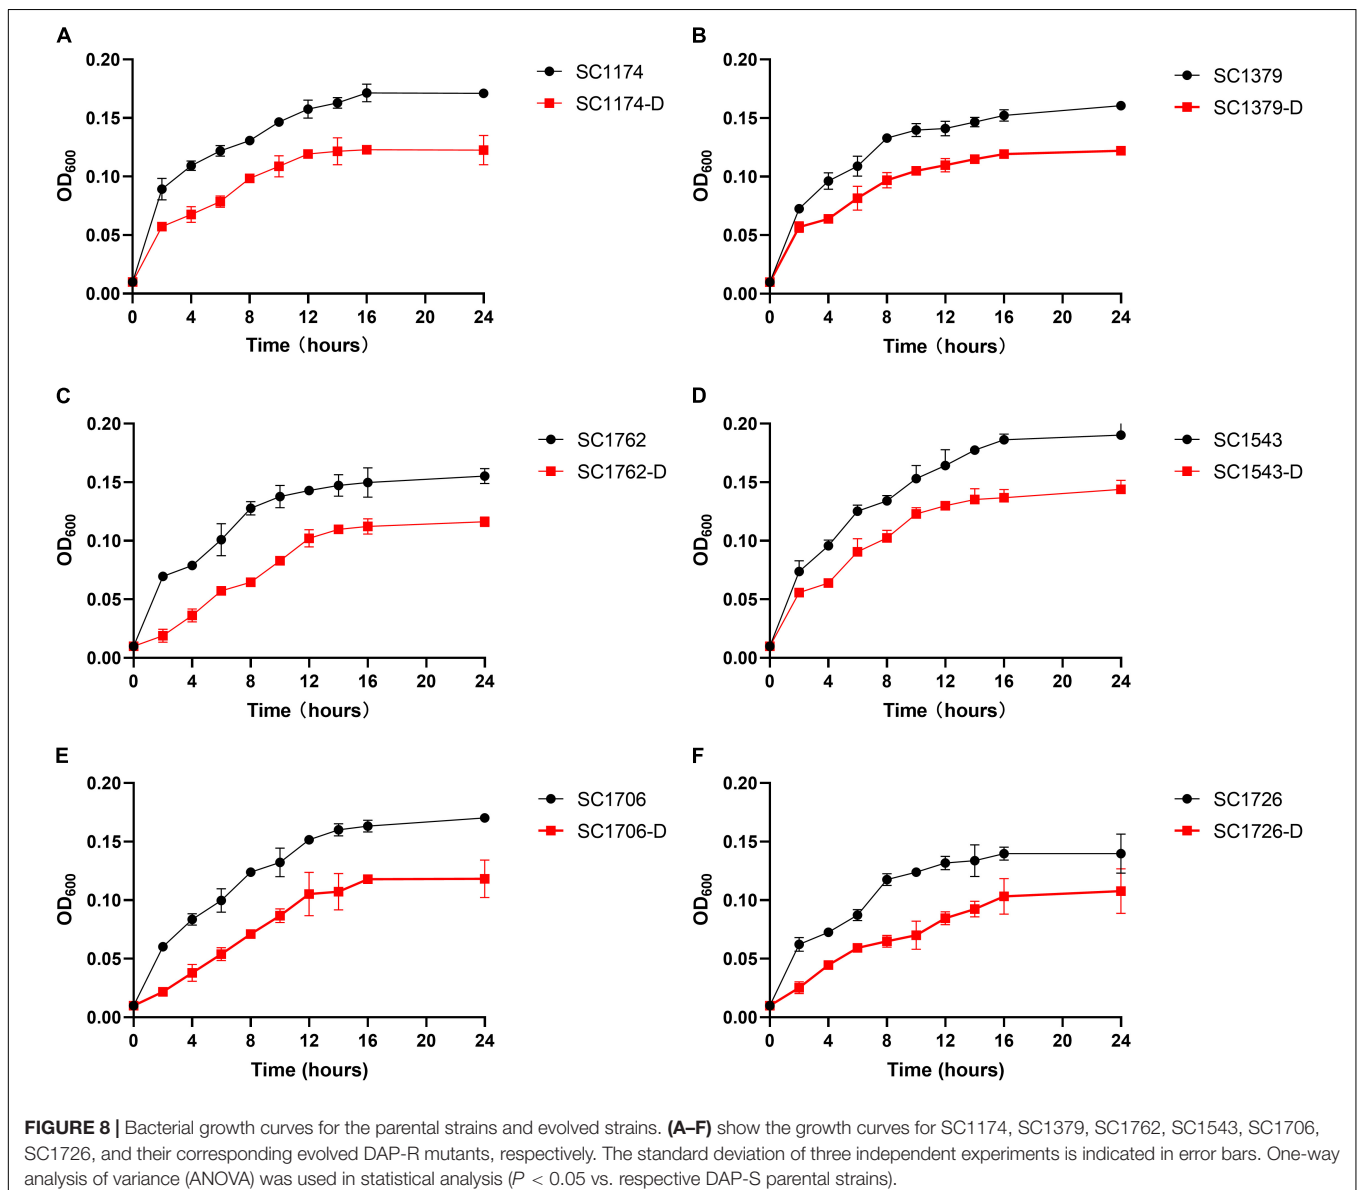 A
0.20
0.15
0.10
0.05
0.00
OD600
0 4 8 12 16 20 24
Time（hours）
SC1174
SC1174-D
B
0.20
0.15
0.10
0.05
0.00
OD600
0 4 8 12 16 20 24
Time（hours）
SC1379
SC1379-D
C
0.20
0.15
0.10
0.05
0.00
OD600
0 4 8 12 16 20 24
Time（hours）
SC1762
SC1762-D
D
0.20
0.15
0.10
0.05
0.00
OD600
0 4 8 12 16 20 24
Time（hours）
SC1543
SC1543-D
E
0.20
0.15
0.10
0.05
0.00
OD600
0 4 8 12 16 20 24
Time (hours)
SC1706
SC1706-D
F
0.20
0.15
0.10
0.05
0.00
OD600
0 4 8 12 16 20 24
Time (hours)
SC1726
SC1726-D
FIGURE 8 | Bacterial growth curves for the parental strains and evolved strains. (A–F) show the growth curves for SC1174, SC1379, SC1762, SC1543, SC1706,
SC1726, and their corresponding evolved DAP-R mutants, respectively. The standard deviation of three independent experiments is indicated in error bars. One-way
analysis of variance (ANOVA) was used in statistical analysis (P < 0.05 vs. respective DAP-S parental strains).